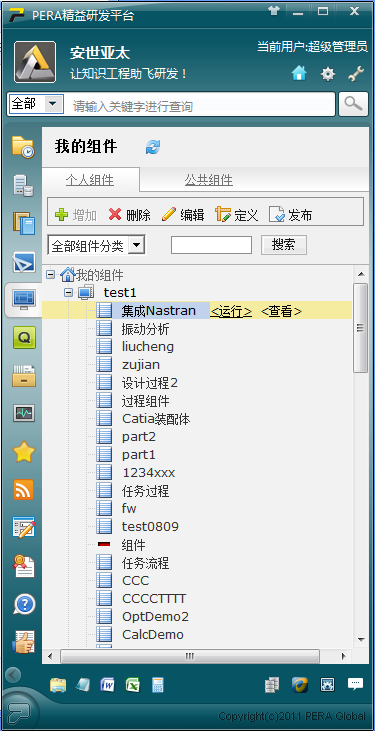 PERA精益研发平台
安世亚太
让知识工程助飞研发！
当前用户:超级管理员
全部 请输入关键字进行查询
我的组件
个人组件 公共组件
增加 删除 编辑 定义 发布
全部组件分类 搜索
我的组件
test1
集成Nastran <运行> <查看>
振动分析
liucheng
zujian
设计过程2
过程组件
Catia装配体
part2
part1
1234xxx
任务过程
fw
test0809
组件
任务流程
CCC
CCCCTTTT
OptDemo2
CalcDemo
Copyright(c)2011 PERA Global